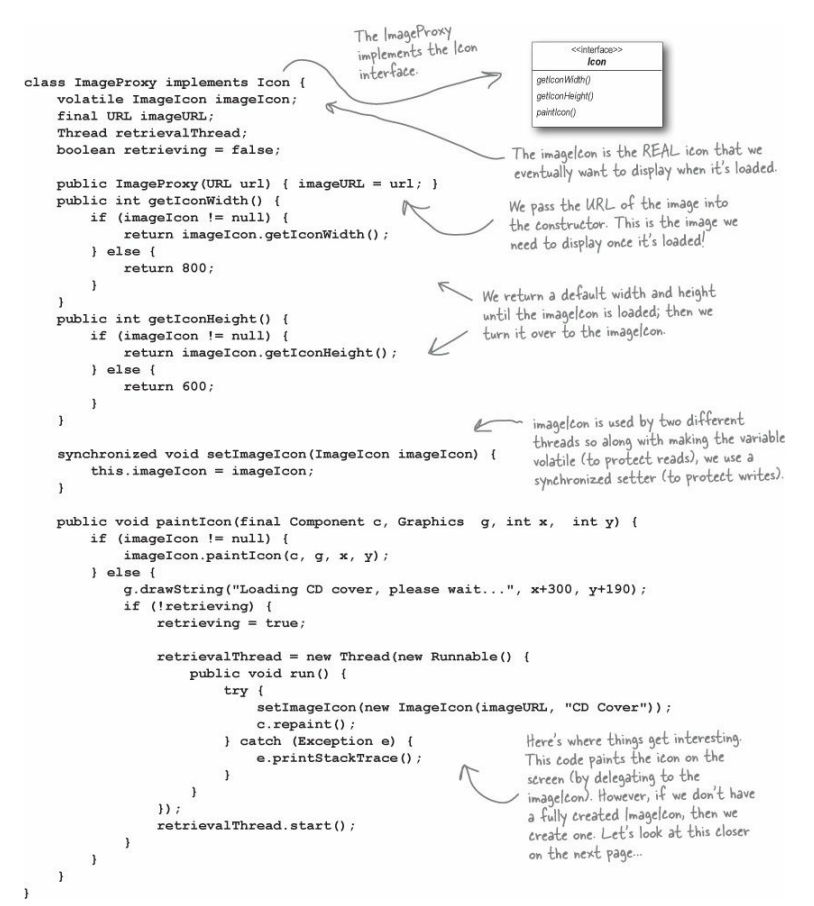 The ImageProxy
implements the Icon
interface.
<<interface>>
Icon
getIconWidth()
getIconHeight()
paintIcon()
class ImageProxy implements Icon {
    volatile ImageIcon imageIcon;
    final URL imageURL;
    Thread retrievalThread;
    boolean retrieving = false;
The imageIcon is the REAL icon that we
eventually want to display when it's loaded.
    public ImageProxy(URL url) { imageURL = url; }
    public int getIconWidth() {
        if (imageIcon != null) {
            return imageIcon.getIconWidth();
        } else {
            return 800;
        }
    }
We pass the URL of the image into
the constructor. This is the image we
need to display once it's loaded!
    public int getIconHeight() {
        if (imageIcon != null) {
            return imageIcon.getIconHeight();
        } else {
            return 600;
        }
    }
We return a default width and height
until the imageIcon is loaded; then we
turn it over to the imageIcon.
    synchronized void setImageIcon(ImageIcon imageIcon) {
        this.imageIcon = imageIcon;
    }
imageIcon is used by two different
threads so along with making the variable
volatile (to protect reads), we use a
synchronized setter (to protect writes).
    public void paintIcon(final Component c, Graphics  g, int x,  int y) {
        if (imageIcon != null) {
            imageIcon.paintIcon(c, g, x, y);
        } else {
            g.drawString("Loading CD cover, please wait...", x+300, y+190);
            if (!retrieving) {
                retrieving = true;
                retrievalThread = new Thread(new Runnable() {
                    public void run() {
                        try {
                            setImageIcon(new ImageIcon(imageURL, "CD Cover"));
                            c.repaint();
                        } catch (Exception e) {
                            e.printStackTrace();
                        }
                    }
                });
                retrievalThread.start();
            }
        }
    }
}
Here's where things get interesting.
This code paints the icon on the
screen (by delegating to the
imageIcon). However, if we don't have
a fully created ImageIcon, then we
create one. Let's look at this closer
on the next page...